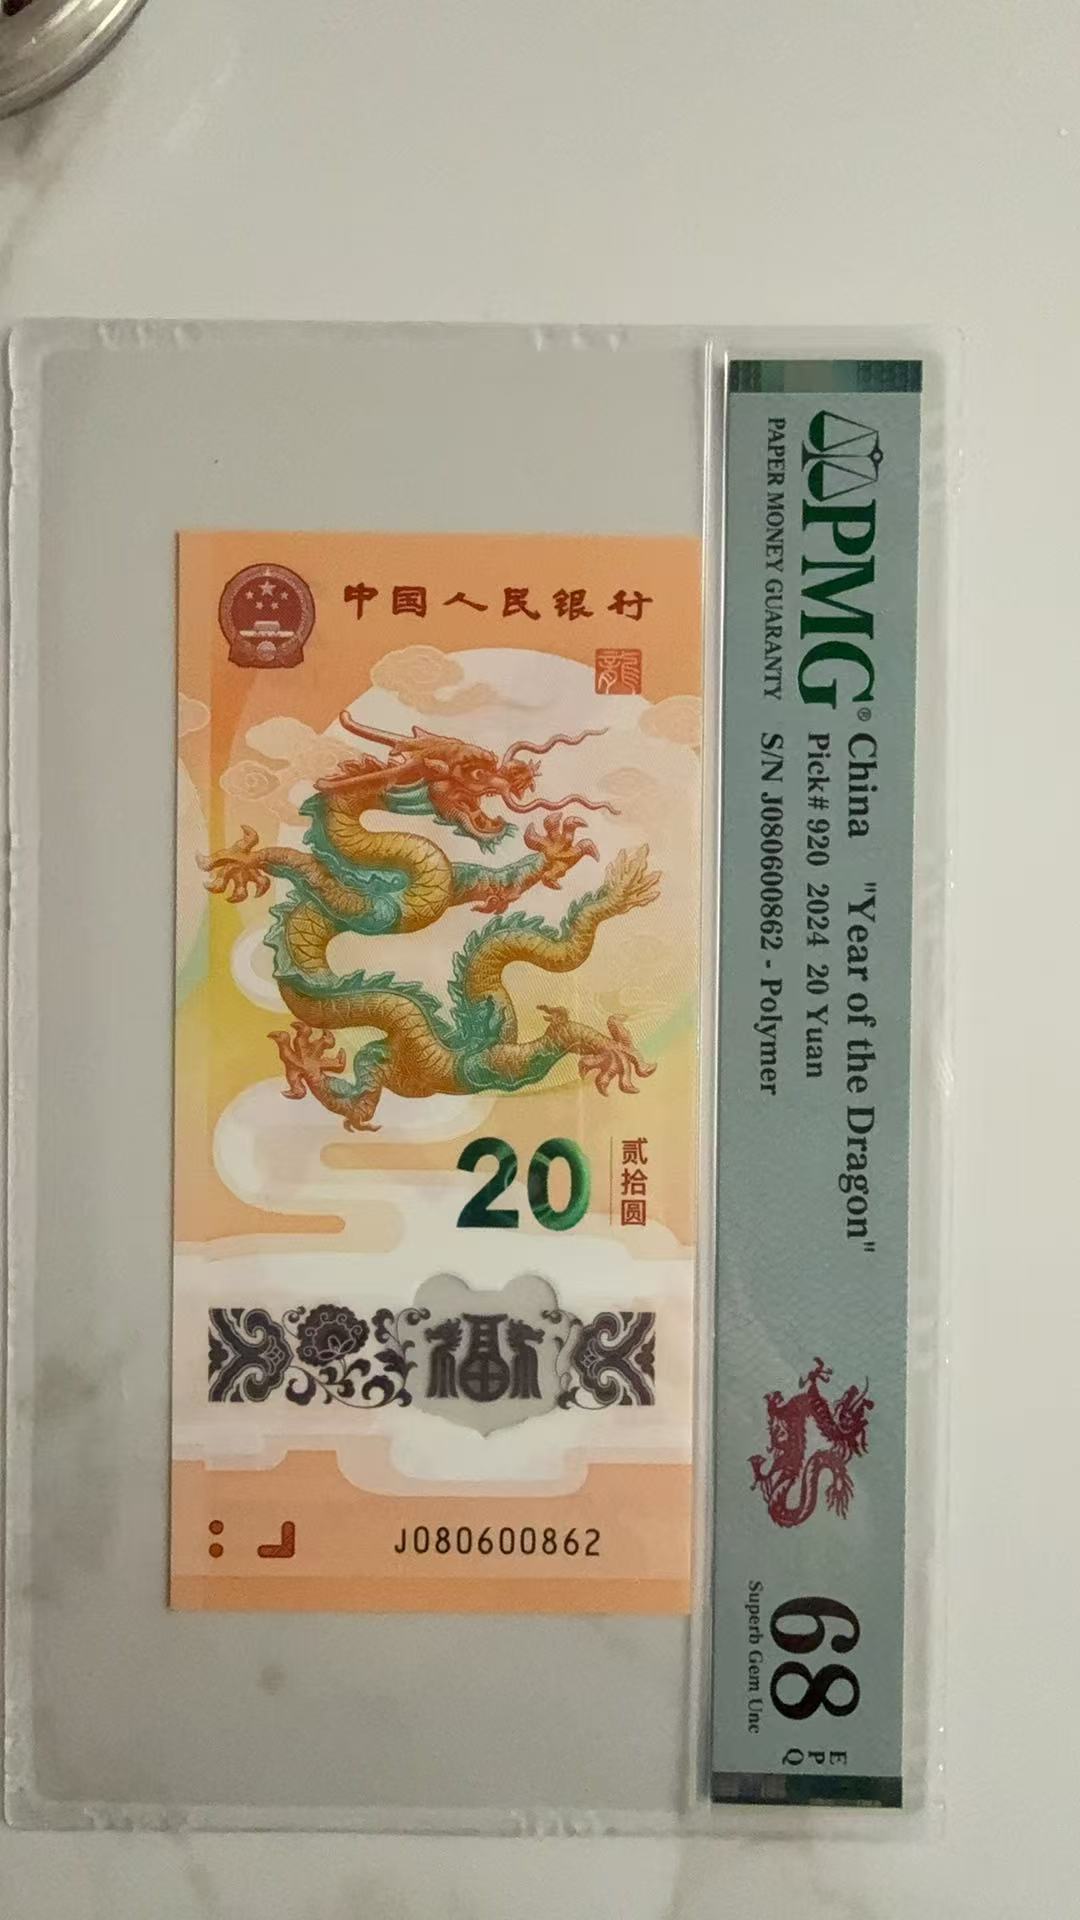 中国人民银行
龍
20
贰拾圆
福
J080600862
PMG®
PAPER MONEY GUARANTY
China "Year of the Dragon"
Pick# 920 2024 20 Yuan
S/N J080600862 - Polymer
68
EPQ
Superb Gem Unc